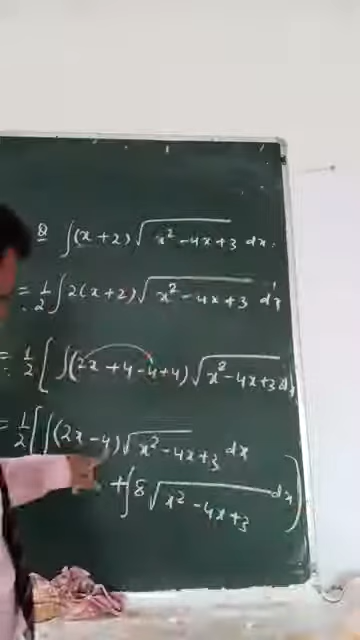 Q ∫(x+2)√x²-4x+3 dx.
= 1/2 ∫2(x+2)√x²-4x+3 dx
= 1/2 [∫(2x+4-4+4)√x²-4x+3 d
= 1/2 [∫(2x-4)√x²-4x+3 dx
+∫8√x²-4x+3 dx)